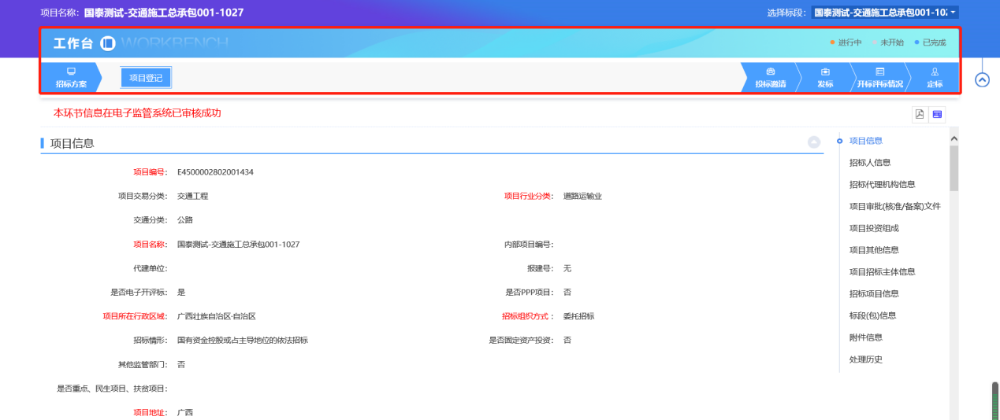 项目名称: 国泰测试-交通施工总承包001-1027
选择标段: 国泰测试-交通施工总承包001-10
工作台 WORKBENCH
进行中 未开始 已完成
招标方案 项目登记 投标邀请 发标 开标评标情况 定标
本环节信息在电子监管系统已审核成功
项目信息
项目编号: E4500002802001434
项目交易分类: 交通工程 项目行业分类: 道路运输业
交通分类: 公路
项目名称: 国泰测试-交通施工总承包001-1027 内部项目编号:
代建单位: 报建号: 无
是否电子开评标: 是 是否PPP项目: 否
项目所在行政区域: 广西壮族自治区·自治区 招标组织方式: 委托招标
招标情形: 国有资金控股或占主导地位的依法招标 是否固定资产投资: 否
其他监管部门: 否
是否重点、民生项目、扶贫项目:
项目地址: 广西
项目信息
招标人信息
招标代理机构信息
项目审批(核准/备案)文件
项目投资组成
项目其他信息
项目招标主体信息
招标项目信息
标段(包)信息
附件信息
处理历史